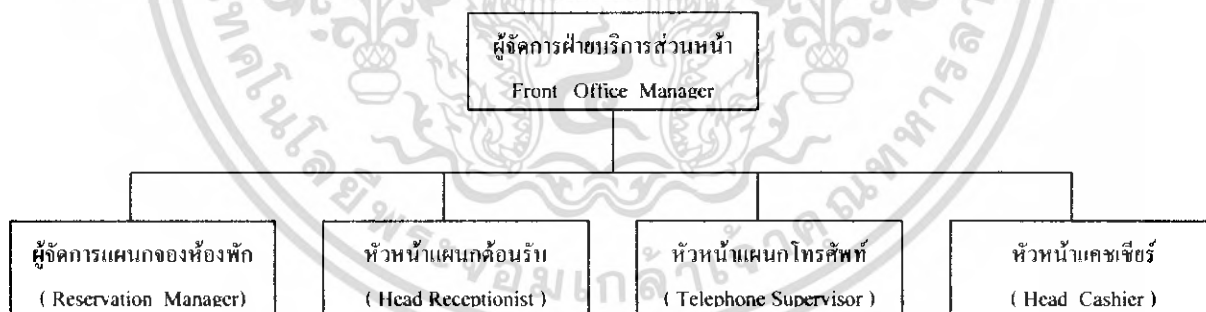 ผู้จัดการฝ่ายบริการส่วนหน้า
Front Office Manager
ผู้จัดการแผนกจองห้องพัก
( Reservation Manager)
หัวหน้าแผนกต้อนรับ
( Head Receptionist )
หัวหน้าแผนกโทรศัพท์
( Telephone Supervisor )
หัวหน้าแคชเชียร์
( Head Cashier )